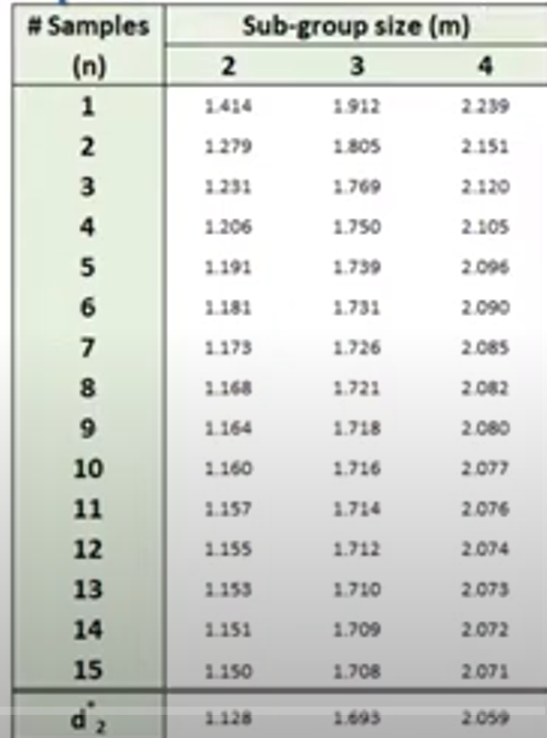 # Samples Sub-group size (m)
(n) 2 3 4
1 1.414 1.912 2.239
2 1.279 1.805 2.151
3 1.231 1.769 2.120
4 1.206 1.750 2.105
5 1.191 1.739 2.096
6 1.181 1.731 2.090
7 1.173 1.726 2.085
8 1.168 1.721 2.082
9 1.164 1.718 2.080
10 1.160 1.716 2.077
11 1.157 1.714 2.076
12 1.155 1.712 2.074
13 1.153 1.710 2.073
14 1.151 1.709 2.072
15 1.150 1.708 2.071
d*2 1.128 1.693 2.059